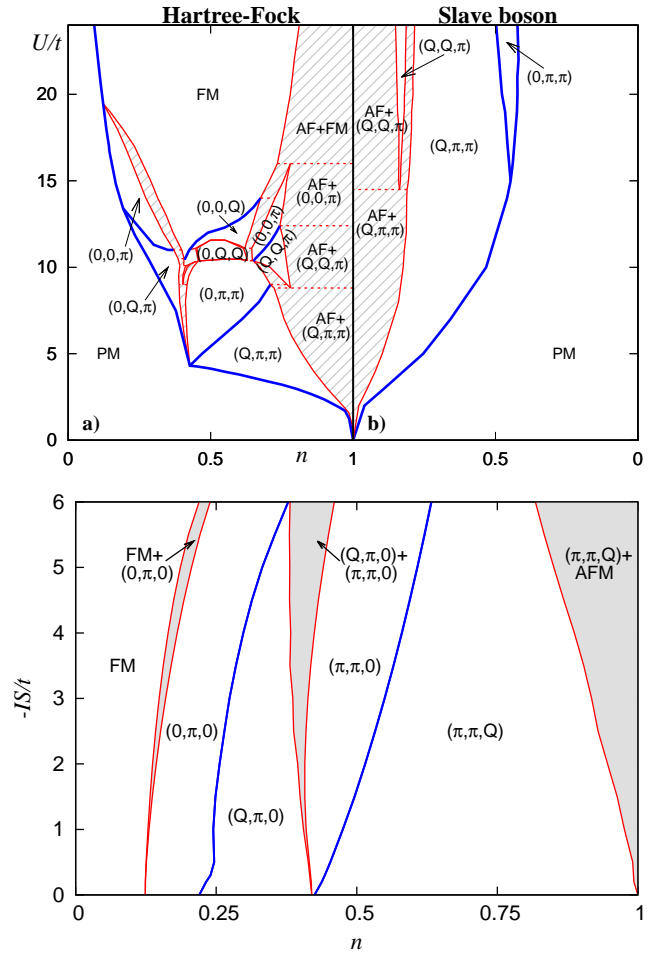 Hartree-Fock Slave boson
U/t
20
15
10
5
0
FM
(Q,Q,π)
(0,π,π)
AF+FM
AF+
(Q,Q,π)
(Q,π,π)
AF+
(0,0,π)
(0,0,Q)
(0,0,π)
(0,0,π)
AF+
(Q,π,π)
(0,Q,Q)
(Q,Q,π)
AF+
(Q,Q,π)
(0,Q,π)
(0,π,π)
AF+
(Q,π,π)
PM
(Q,π,π)
PM
a)
b)
0 0.5 1 0.5 0
n
6
5
4
3
2
1
0
-IS/t
FM+
(0,π,0)
(Q,π,0)+
(π,π,0)
(π,π,Q)+
AFM
FM
(π,π,0)
(0,π,0)
(π,π,Q)
(Q,π,0)
0 0.25 0.5 0.75 1
n